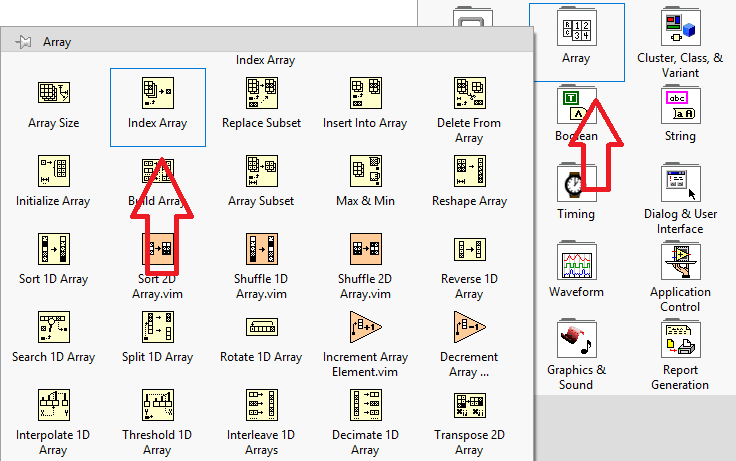 Array
Index Array
Array Size
Index Array
Replace Subset
Insert Into Array
Delete From
Array
Initialize Array
Build Array
Array Subset
Max & Min
Reshape Array
Sort 1D Array
Sort 2D
Array.vim
Shuffle 1D
Array.vim
Shuffle 2D
Array.vim
Reverse 1D
Array
Search 1D Array
Split 1D Array
Rotate 1D Array
Increment Array
Element.vim
Decrement
Array ...
Interpolate 1D
Array
Threshold 1D
Array
Interleave 1D
Arrays
Decimate 1D
Array
Transpose 2D
Array
Array
Cluster, Class, &
Variant
Boolean
String
Timing
Dialog & User
Interface
Waveform
Application
Control
Graphics &
Sound
Report
Generation